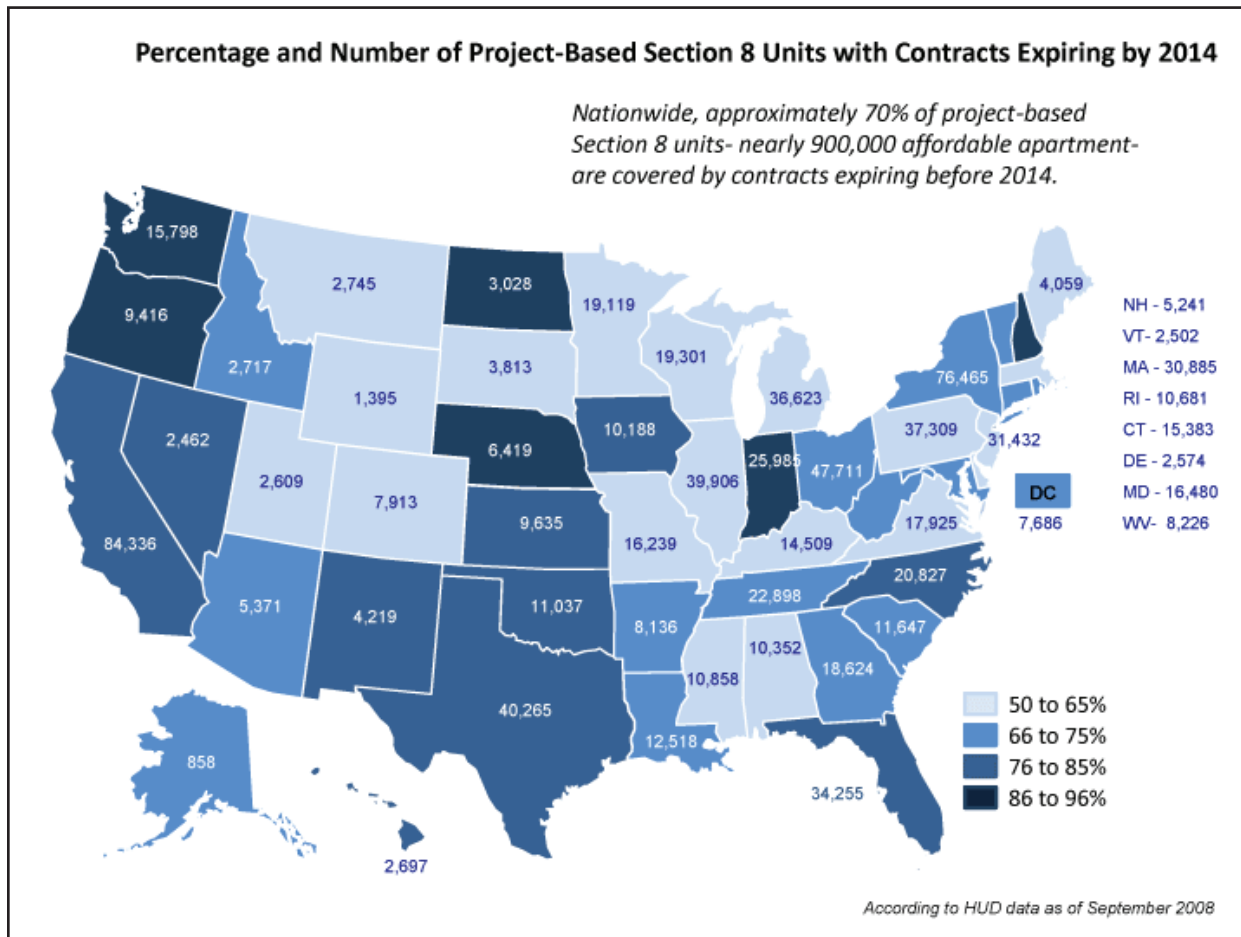 Percentage and Number of Project-Based Section 8 Units with Contracts Expiring by 2014
Nationwide, approximately 70% of project-based
Section 8 units- nearly 900,000 affordable apartment-
are covered by contracts expiring before 2014.
15,798
9,416
2,717
2,745
1,395
3,028
3,813
6,419
19,119
19,301
36,623
4,059
76,465
NH - 5,241
VT- 2,502
MA - 30,885
RI - 10,681
CT - 15,383
DE - 2,574
MD - 16,480
WV- 8,226
84,336
2,462
2,609
7,913
9,635
10,188
39,906
25,985
47,711
37,309
31,432
DC
7,686
5,371
4,219
11,037
16,239
14,509
17,925
20,827
22,898
8,136
11,647
10,858
10,352
18,624
40,265
12,518
34,255
858
2,697
50 to 65%
66 to 75%
76 to 85%
86 to 96%
According to HUD data as of September 2008